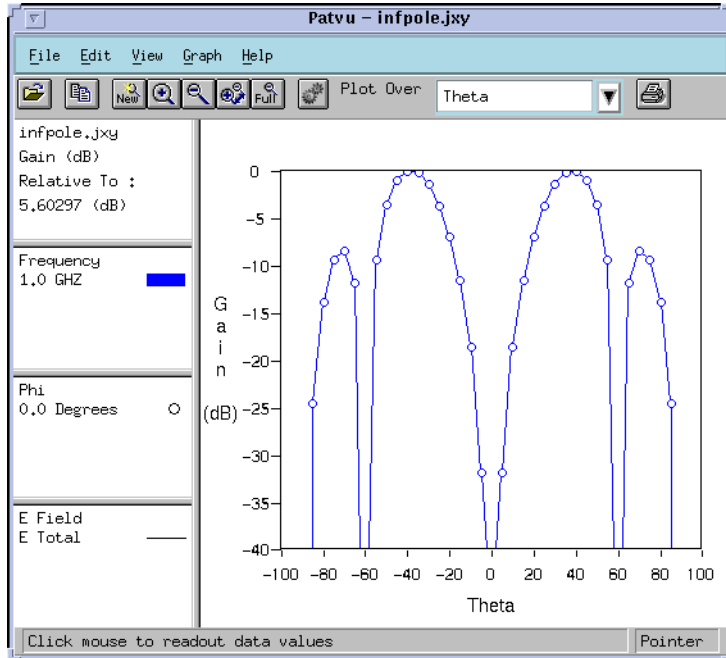 Patvu – infpole.jxy
File Edit View Graph Help
New Full Plot Over Theta
infpole.jxy
Gain (dB)
Relative To :
5.60297 (dB)
Frequency
1.0 GHZ
Phi
0.0 Degrees
E Field
E Total
Gain
(dB)
0
-5
-10
-15
-20
-25
-30
-35
-40
-100 -80 -60 -40 -20 0 20 40 60 80 100
Theta
Click mouse to readout data values
Pointer